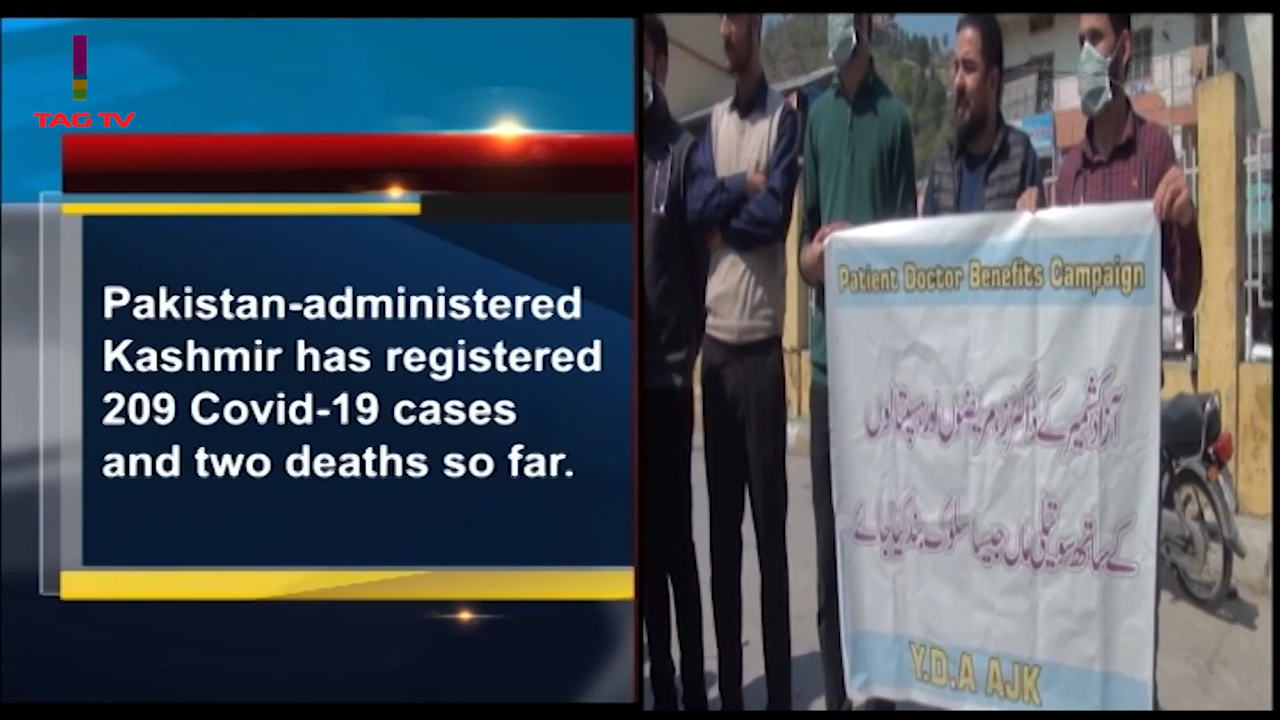 TAG TV
Pakistan-administered
Kashmir has registered
209 Covid-19 cases
and two deaths so far.
Patient Doctor Benefits Campaign
آزاد کشمیر کے ڈاکٹرز، مریضوں اور ہسپتالوں
کے ساتھ سوتیلی ماں جیسا سلوک بند کیا جائے
Y.D.A AJK